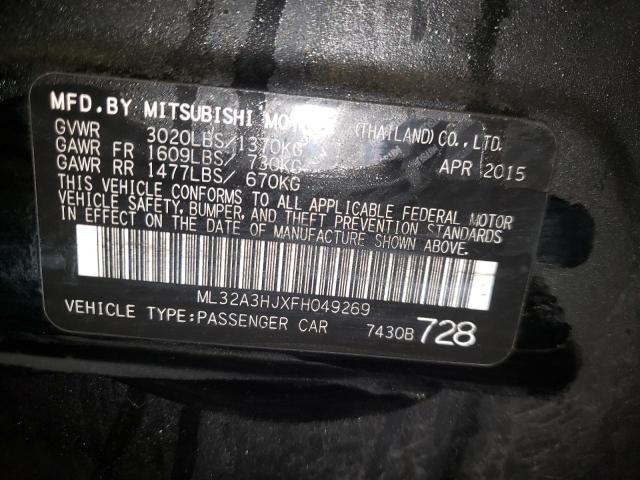 MFD.BY MITSUBISHI MOTORS (THAILAND) CO., LTD.
GVWR 3020LBS/1370KG
GAWR FR 1609LBS/ 730KG APR 2015
GAWR RR 1477LBS/ 670KG
THIS VEHICLE CONFORMS TO ALL APPLICABLE FEDERAL MOTOR
VEHICLE SAFETY, BUMPER, AND THEFT PREVENTION STANDARDS
IN EFFECT ON THE DATE OF MANUFACTURE SHOWN ABOVE.
ML32A3HJXFH049269
VEHICLE TYPE:PASSENGER CAR 7430B 728